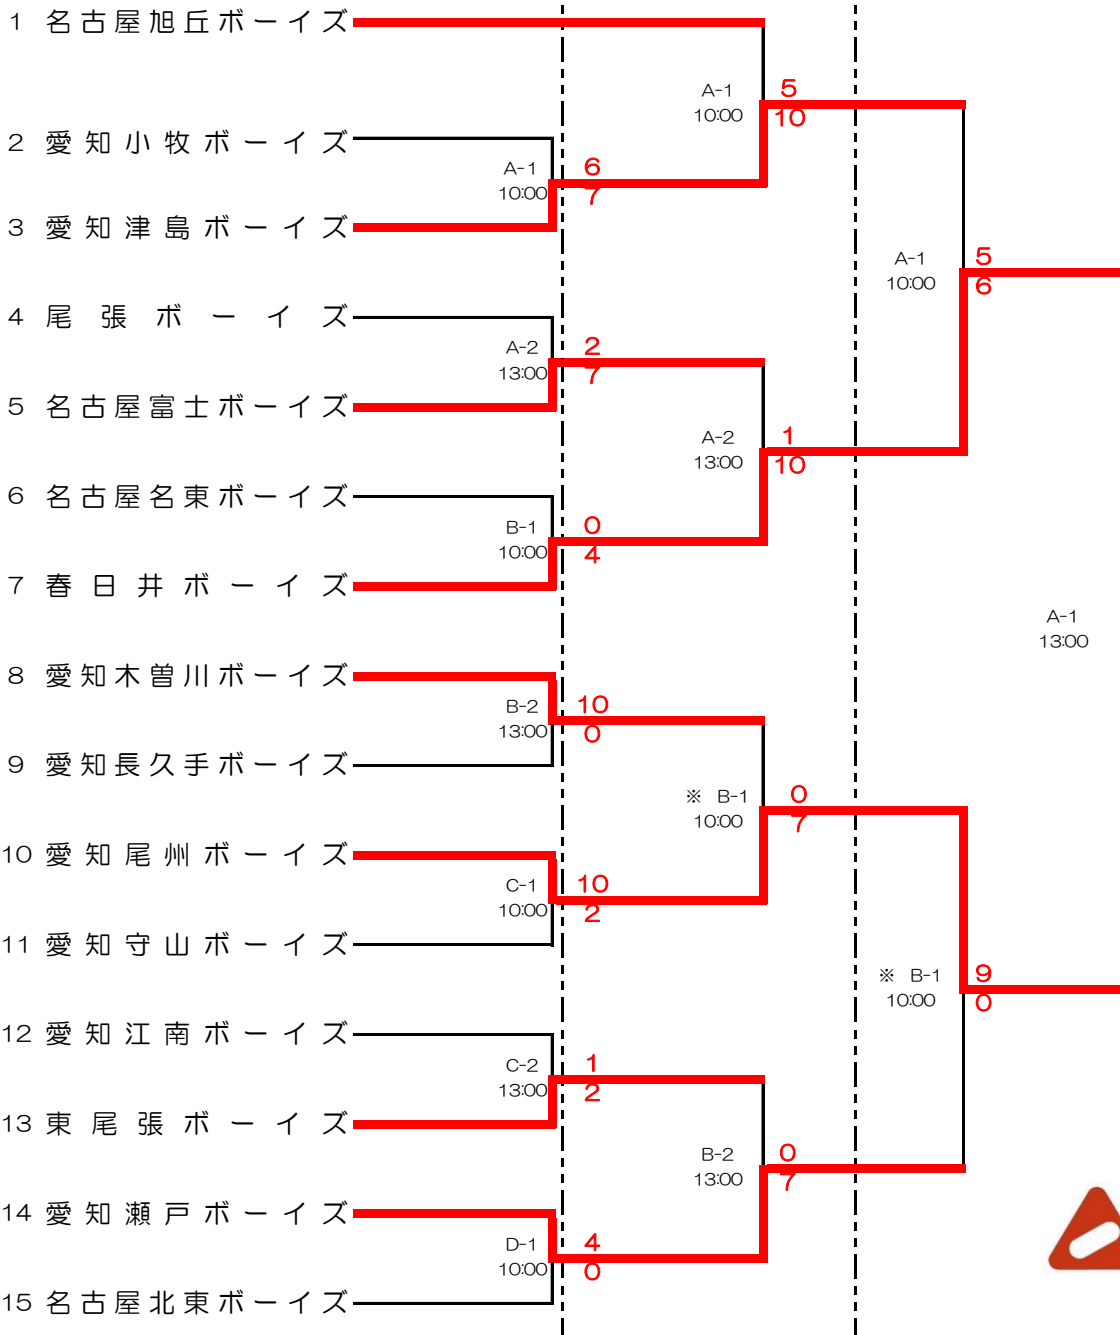 1 名古屋旭丘ボーイズ
A-1
10:00
5
10
2 愛知小牧ボーイズ
A-1
10:00
6
7
3 愛知津島ボーイズ
A-1
10:00
5
6
4 尾張ボーイズ
A-2
13:00
2
7
5 名古屋富士ボーイズ
A-2
13:00
1
10
6 名古屋名東ボーイズ
B-1
10:00
0
4
7 春日井ボーイズ
A-1
13:00
8 愛知木曽川ボーイズ
B-2
13:00
10
0
9 愛知長久手ボーイズ
※ B-1
10:00
0
7
10 愛知尾州ボーイズ
C-1
10:00
10
2
11 愛知守山ボーイズ
※ B-1
10:00
9
0
12 愛知江南ボーイズ
C-2
13:00
1
2
13 東尾張ボーイズ
B-2
13:00
0
7
14 愛知瀬戸ボーイズ
D-1
10:00
4
0
15 名古屋北東ボーイズ